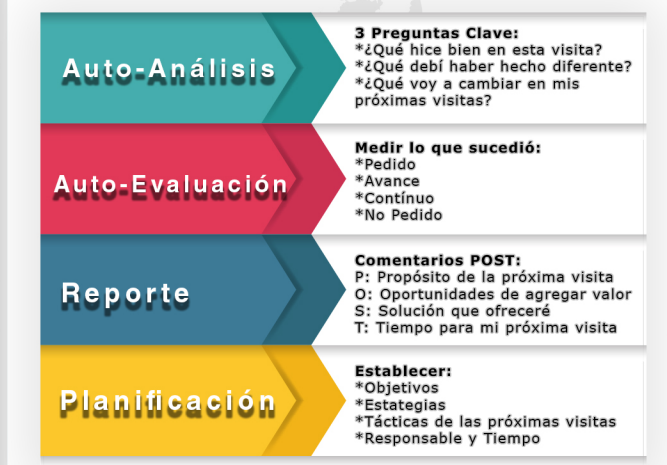 Auto-Análisis
3 Preguntas Clave:
*¿Qué hice bien en esta visita?
*¿Qué debí haber hecho diferente?
*¿Qué voy a cambiar en mis
próximas visitas?
Auto-Evaluación
Medir lo que sucedió:
*Pedido
*Avance
*Contínuo
*No Pedido
Reporte
Comentarios POST:
P: Propósito de la próxima visita
O: Oportunidades de agregar valor
S: Solución que ofreceré
T: Tiempo para mi próxima visita
Planificación
Establecer:
*Objetivos
*Estategias
*Tácticas de las próximas visitas
*Responsable y Tiempo